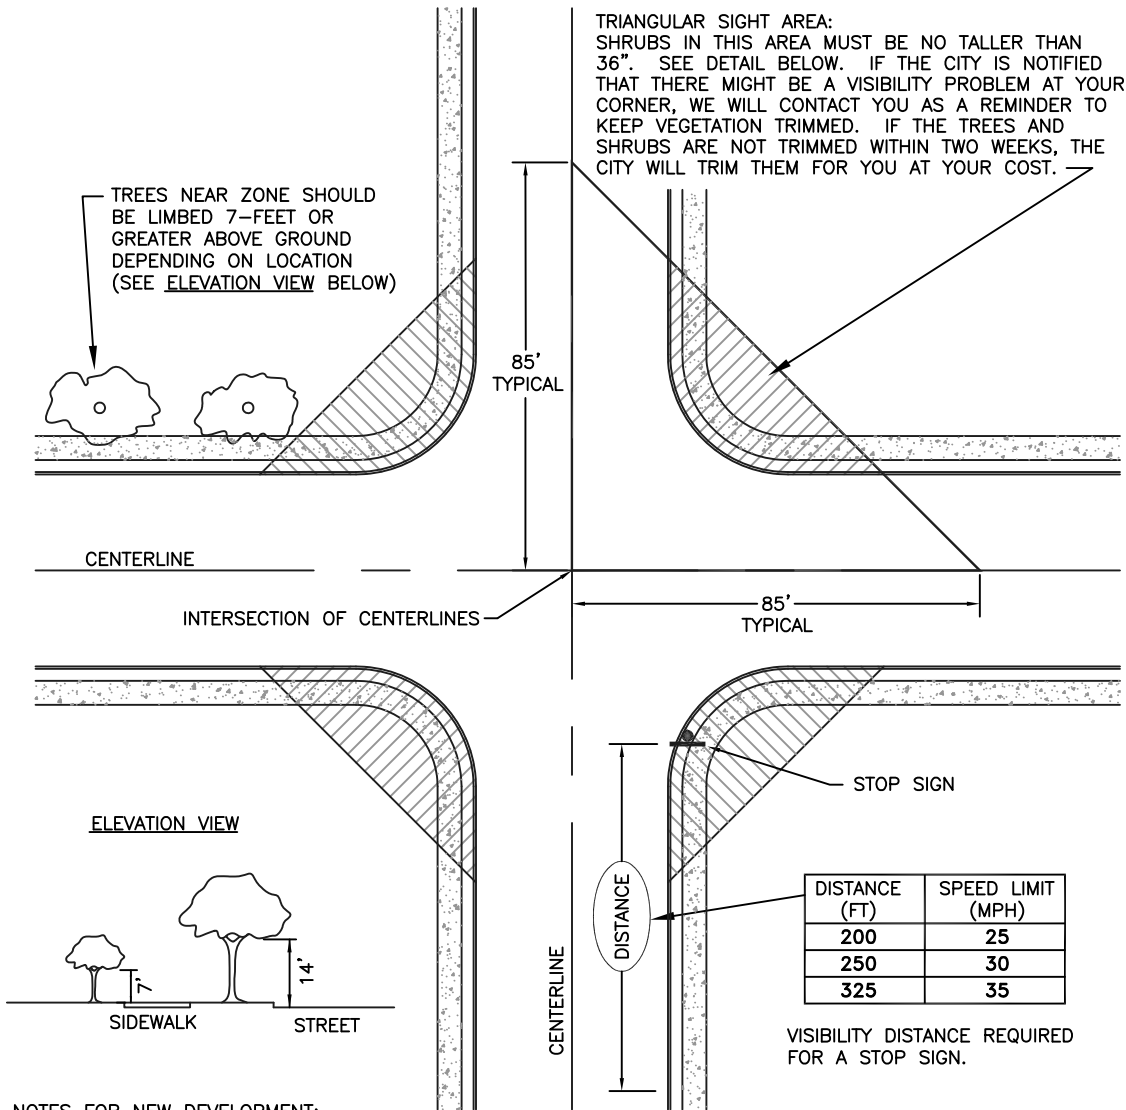 TRIANGULAR SIGHT AREA:
SHRUBS IN THIS AREA MUST BE NO TALLER THAN
36”.  SEE DETAIL BELOW.  IF THE CITY IS NOTIFIED
THAT THERE MIGHT BE A VISIBILITY PROBLEM AT YOUR
CORNER, WE WILL CONTACT YOU AS A REMINDER TO
KEEP VEGETATION TRIMMED.  IF THE TREES AND
SHRUBS ARE NOT TRIMMED WITHIN TWO WEEKS, THE
CITY WILL TRIM THEM FOR YOU AT YOUR COST.
TREES NEAR ZONE SHOULD
BE LIMBED 7-FEET OR
GREATER ABOVE GROUND
DEPENDING ON LOCATION
(SEE ELEVATION VIEW BELOW)
85'
TYPICAL
CENTERLINE
INTERSECTION OF CENTERLINES
85'
TYPICAL
STOP SIGN
ELEVATION VIEW
7'
14'
SIDEWALK
STREET
DISTANCE
CENTERLINE
DISTANCE (FT) SPEED LIMIT (MPH)
200 25
250 30
325 35
VISIBILITY DISTANCE REQUIRED
FOR A STOP SIGN.
NOTES FOR NEW DEVELOPMENT: